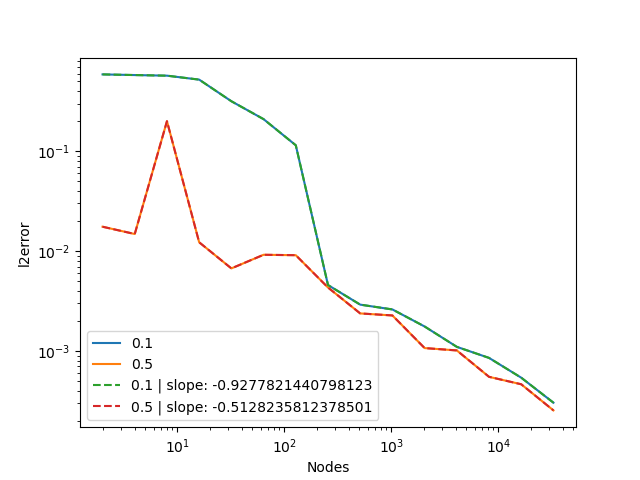 l2error
10⁻¹
10⁻²
10⁻³
0.1
0.5
0.1 | slope: -0.9277821440798123
0.5 | slope: -0.5128235812378501
10¹ 10² 10³ 10⁴
Nodes